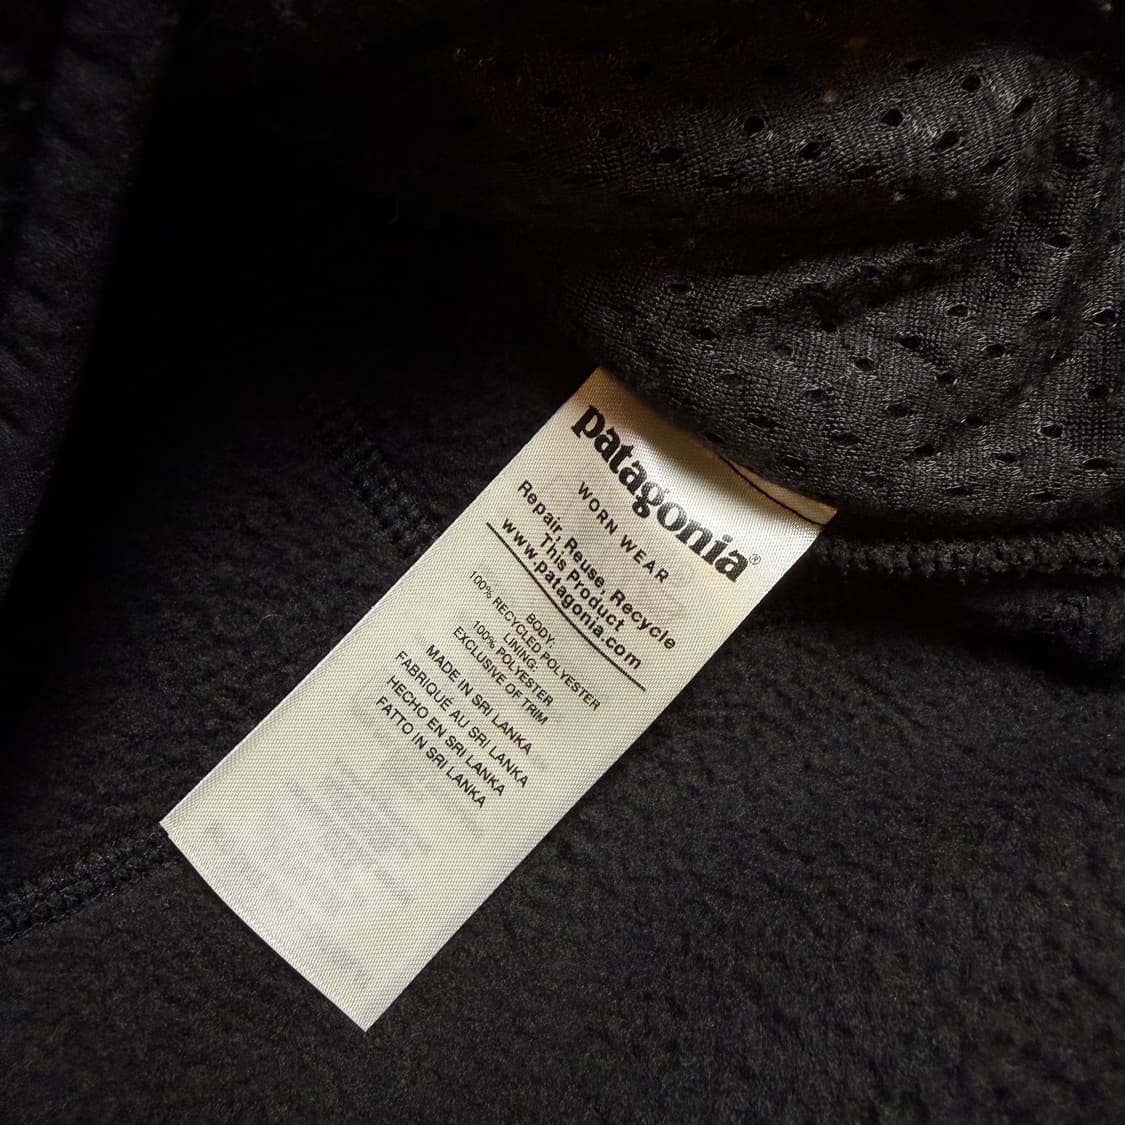 patagonia®
WORN WEAR
Repair, Reuse, Recycle
This Product
www.patagonia.com
BODY:
100% RECYCLED POLYESTER
LINING:
100% POLYESTER
EXCLUSIVE OF TRIM
MADE IN SRI LANKA
FABRIQUÉ AU SRI LANKA
HECHO EN SRI LANKA
FATTO IN SRI LANKA